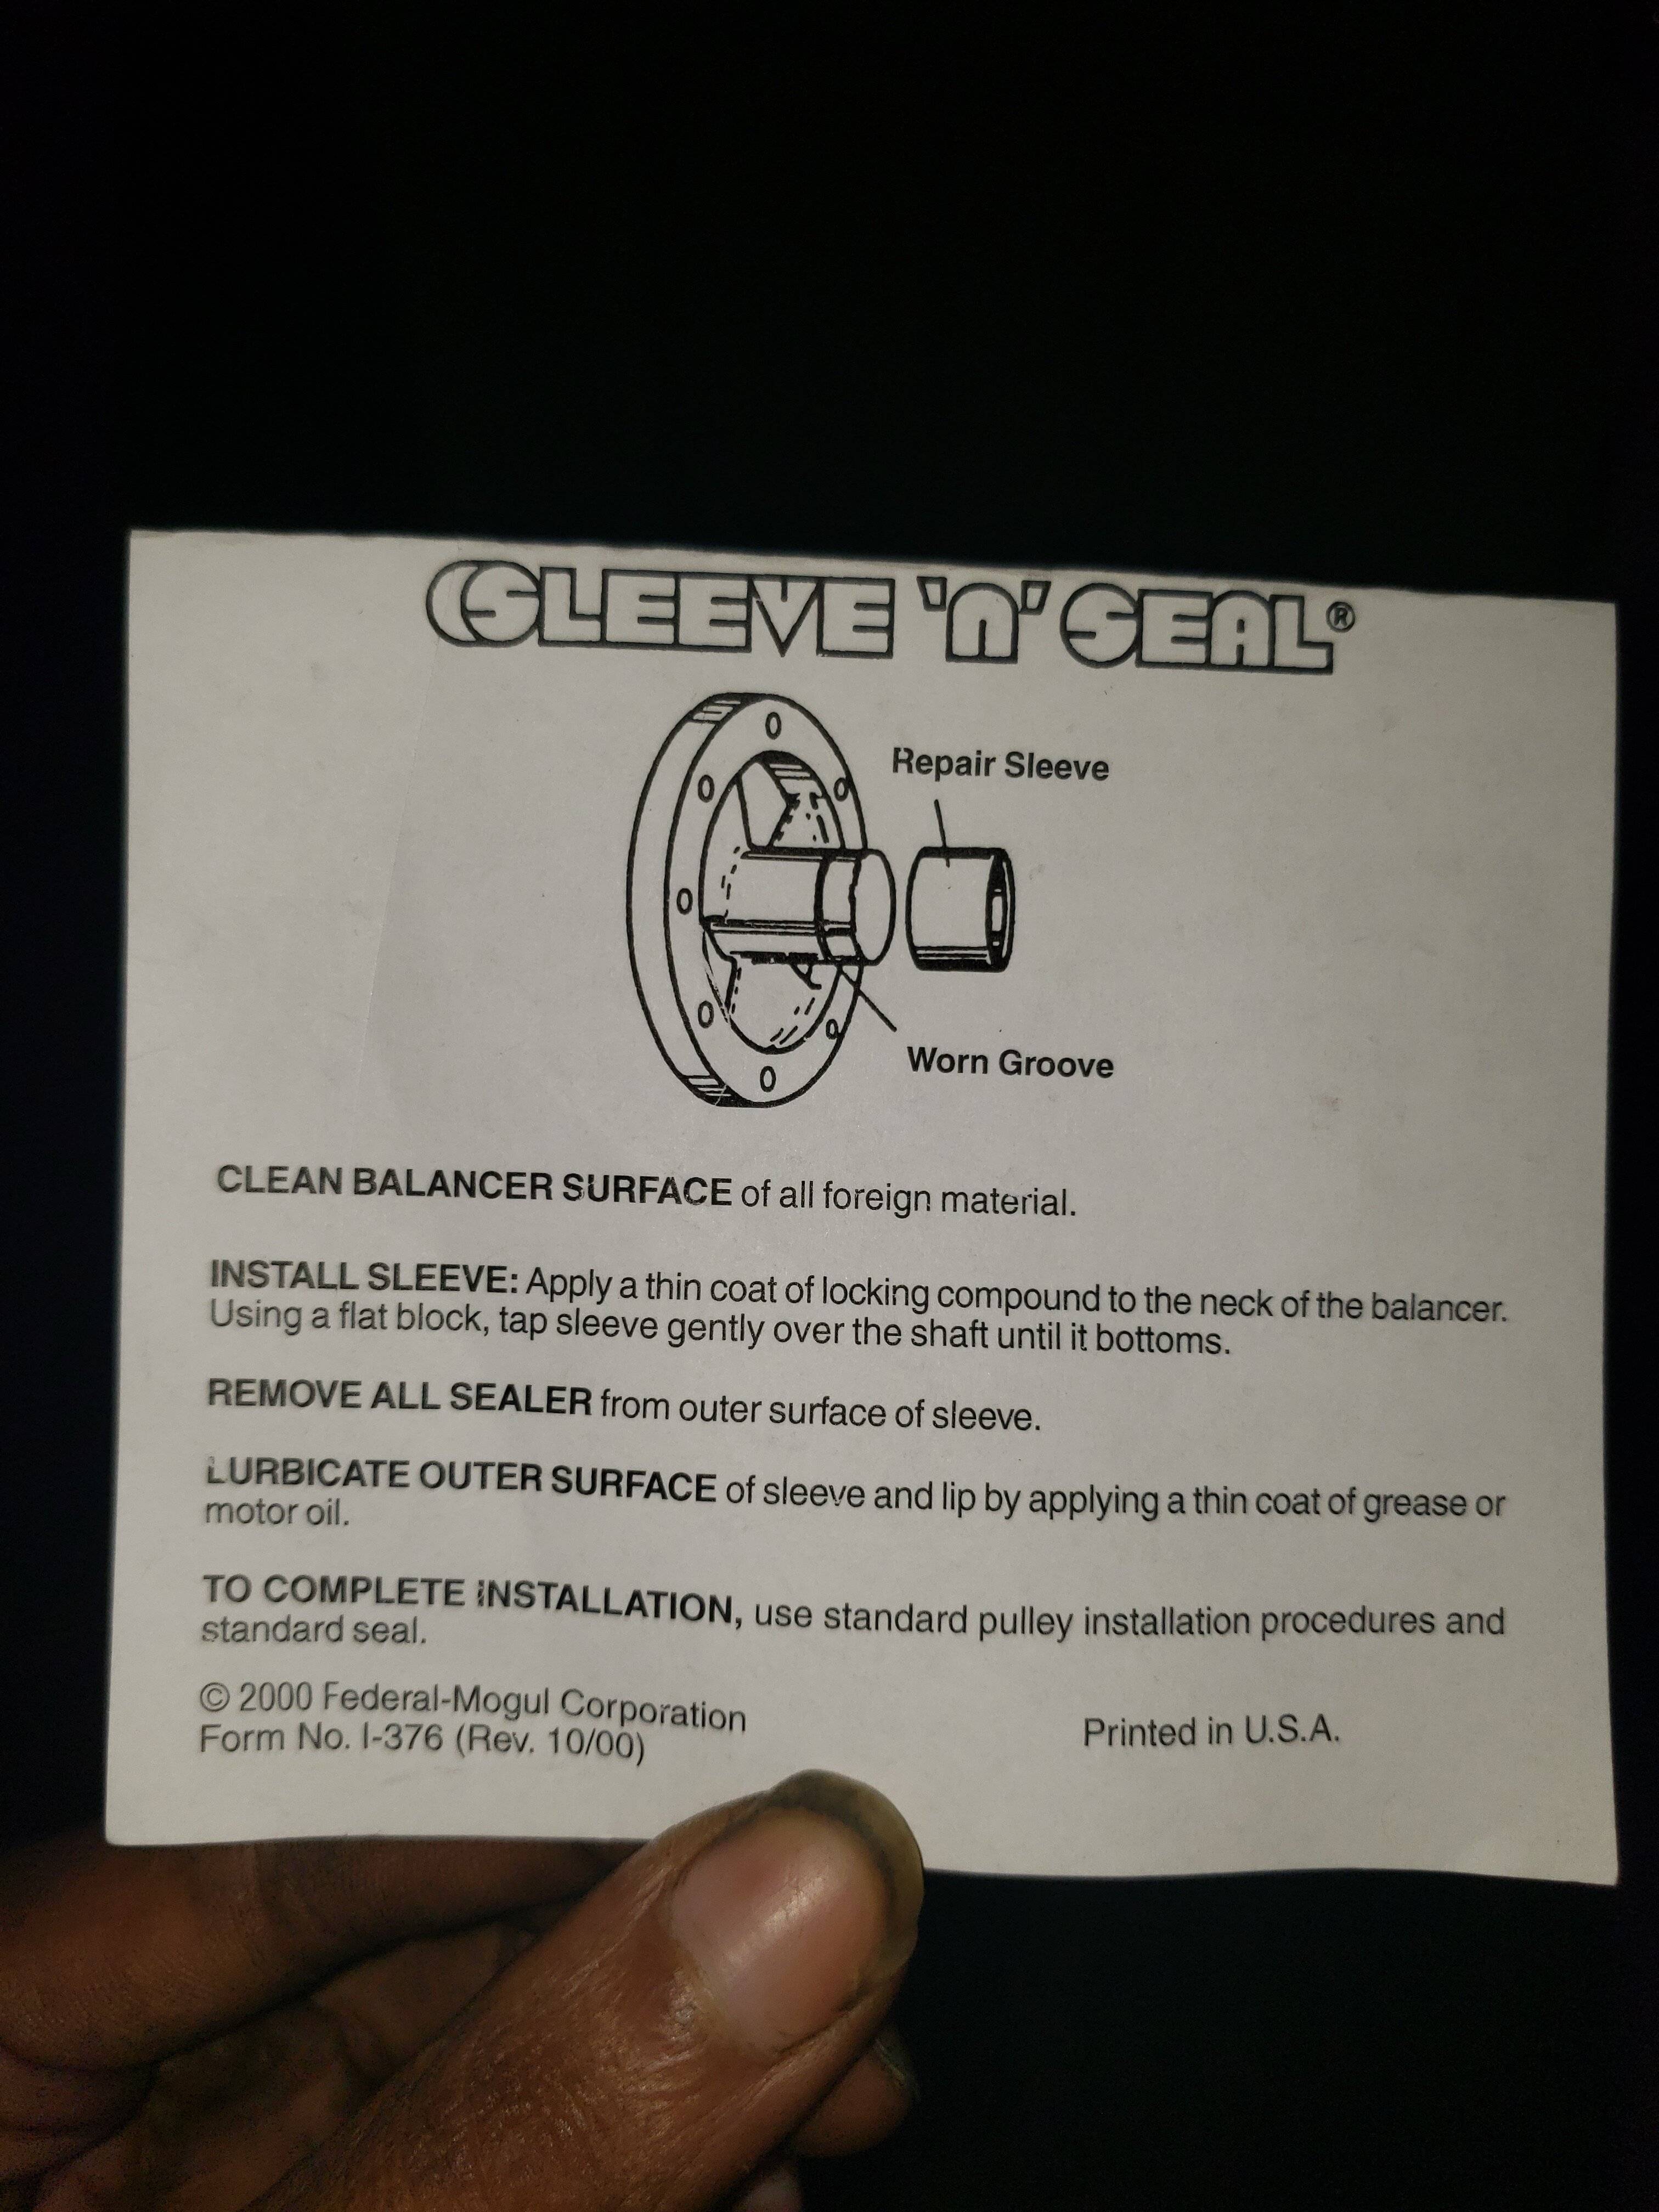 SLEEVE 'n' SEAL®
Repair Sleeve
Worn Groove
CLEAN BALANCER SURFACE of all foreign material.
INSTALL SLEEVE: Apply a thin coat of locking compound to the neck of the balancer.
Using a flat block, tap sleeve gently over the shaft until it bottoms.
REMOVE ALL SEALER from outer surface of sleeve.
LURBICATE OUTER SURFACE of sleeve and lip by applying a thin coat of grease or
motor oil.
TO COMPLETE INSTALLATION, use standard pulley installation procedures and
standard seal.
© 2000 Federal-Mogul Corporation
Form No. I-376 (Rev. 10/00)
Printed in U.S.A.